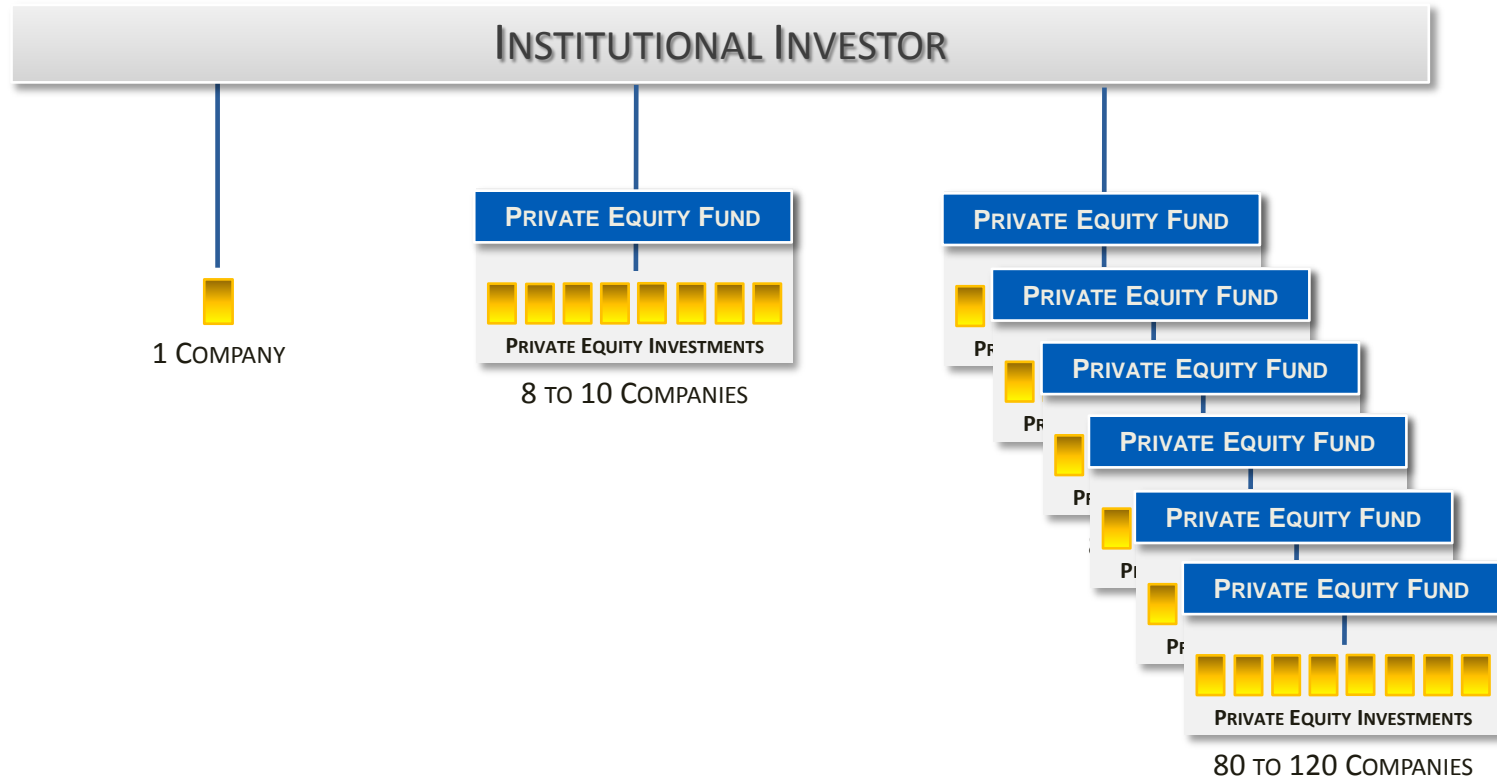 INSTITUTIONAL INVESTOR
PRIVATE EQUITY FUND
PRIVATE EQUITY INVESTMENTS
1 COMPANY
8 TO 10 COMPANIES
PRIVATE EQUITY FUND
PRIVATE EQUITY FUND
PRIVATE EQUITY FUND
PRIVATE EQUITY FUND
PRIVATE EQUITY FUND
PRIVATE EQUITY FUND
PRIVATE EQUITY INVESTMENTS
80 TO 120 COMPANIES